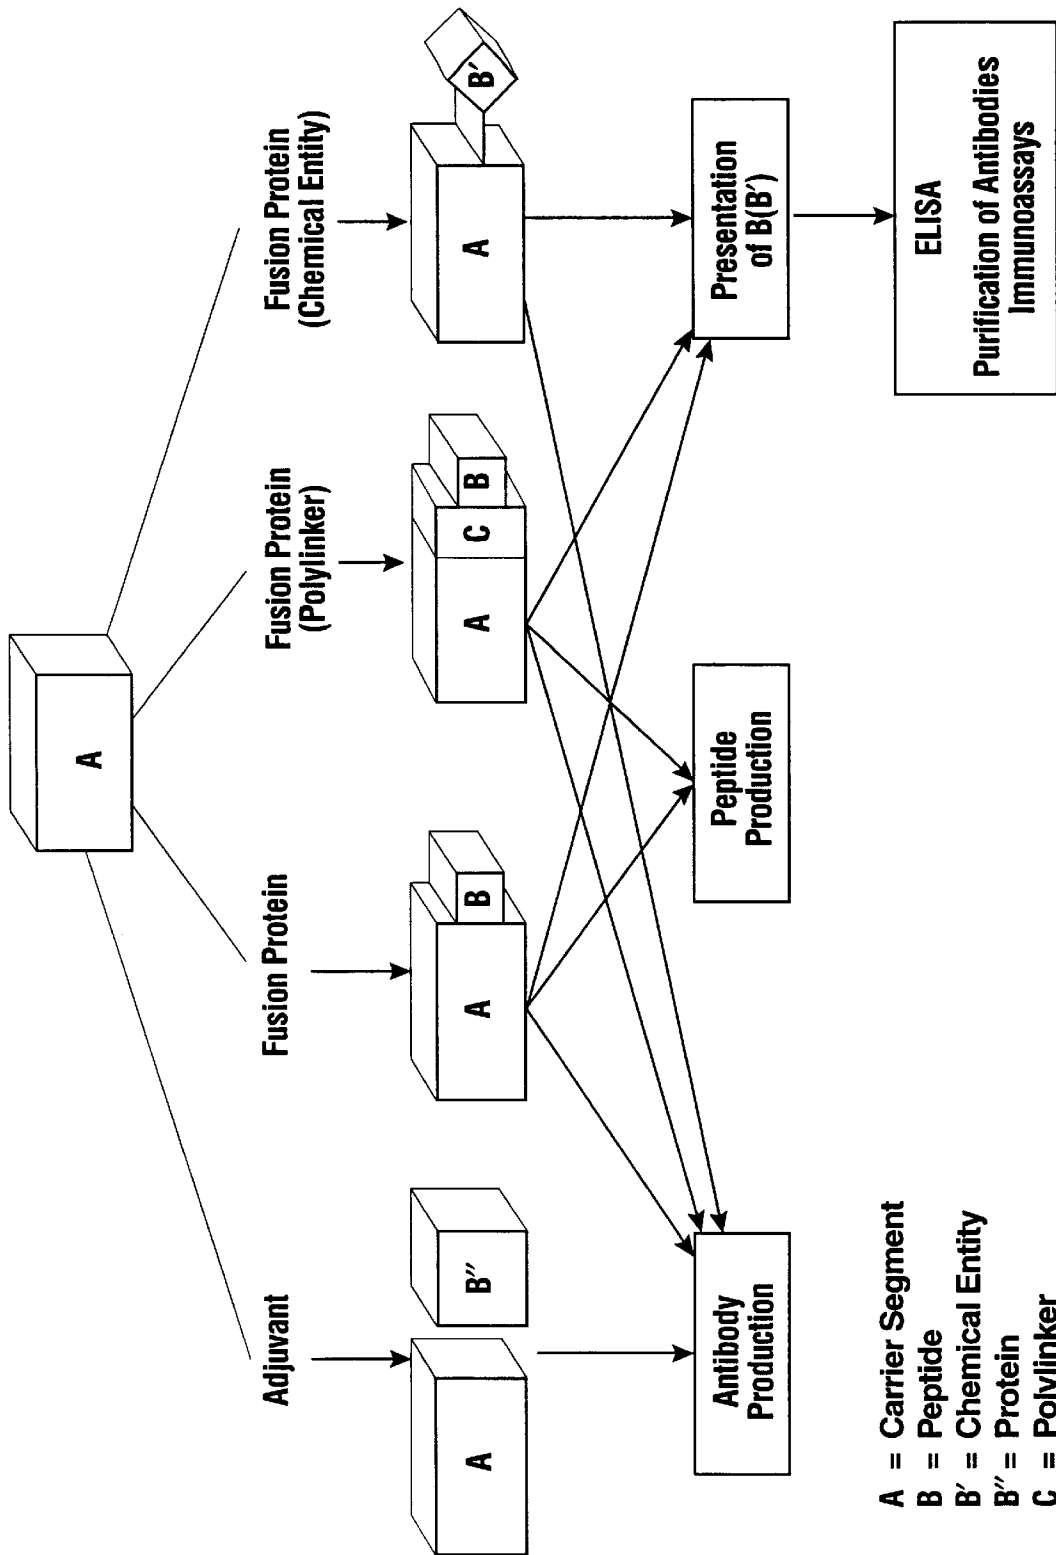 A
Adjuvant
Fusion Protein
Fusion Protein
(Polylinker)
Fusion Protein
(Chemical Entity)
A
B″
A
B
A
C
B
A
B′
Antibody
Production
Peptide
Production
Presentation
of B(B′)
ELISA
Purification of Antibodies
Immunoassays
A = Carrier Segment
B = Peptide
B′ = Chemical Entity
B″ = Protein
C = Polylinker